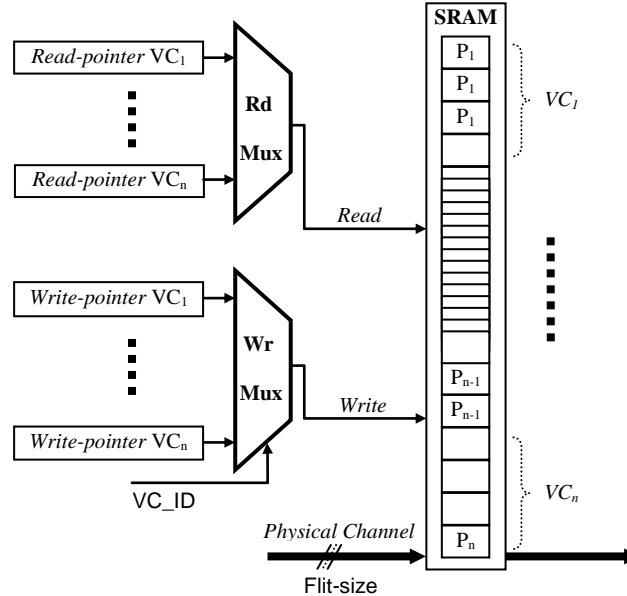 SRAM
Read-pointer VC1
Rd
Mux
Read-pointer VCn
Read
P1
P1
P1
VC1
Write-pointer VC1
Wr
Mux
Write-pointer VCn
VC_ID
Write
Pn-1
Pn-1
VCn
Pn
Physical Channel
Flit-size